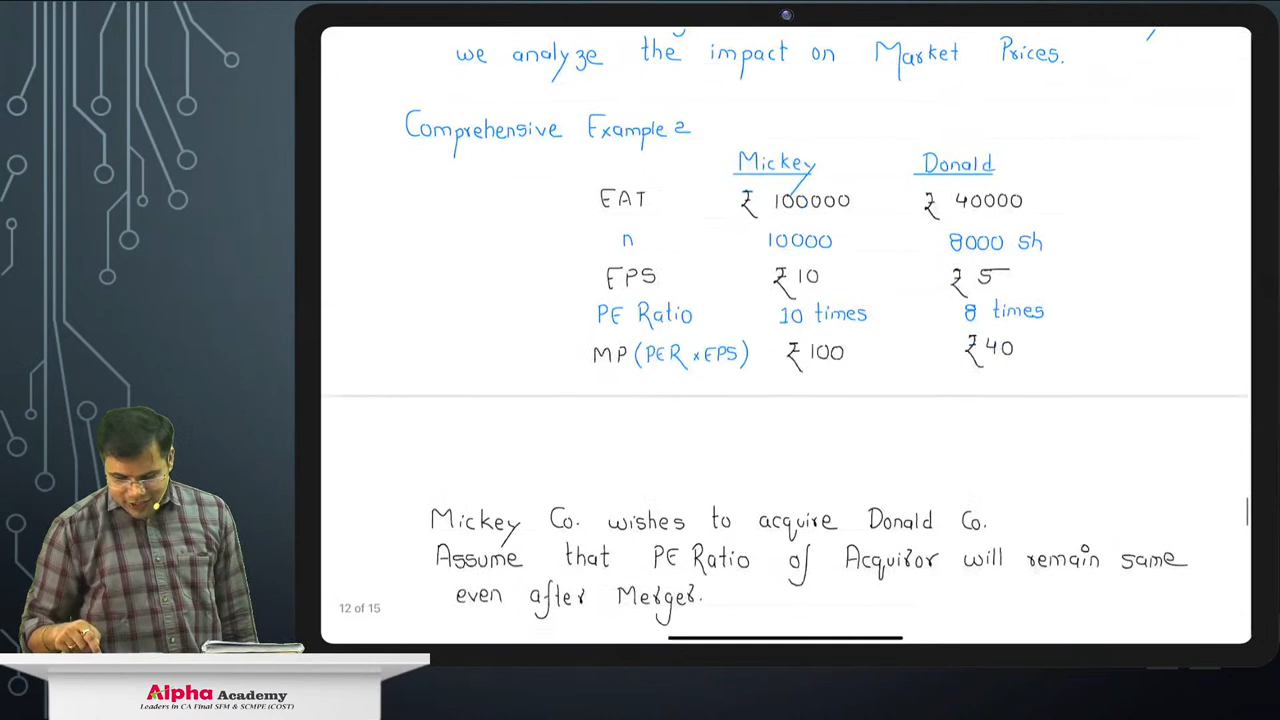 we analyze the impact on Market Prices.
Comprehensive Example 2
Mickey Donald
EAT ₹ 100000 ₹ 40000
n 10000 8000 sh
EPS ₹10 ₹ 5
PE Ratio 10 times 8 times
MP (PER x EPS) ₹100 ₹40
Mickey Co. wishes to acquire Donald Co.
Assume that PE Ratio of Acquiror will remain same
even after Merger.
12 of 15
Alpha Academy
Leaders in CA Final SFM & SCMPE (COST)